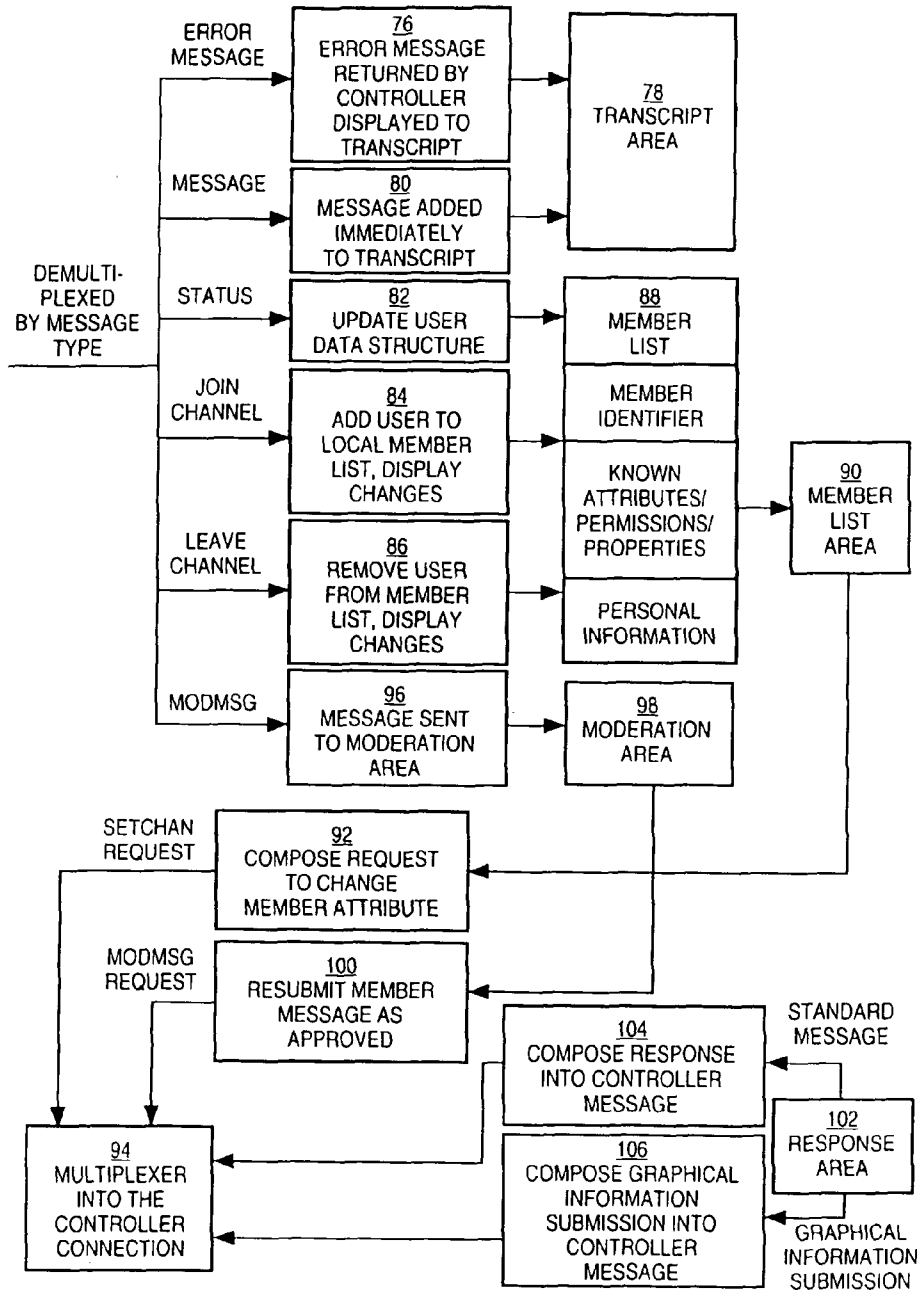 ERROR
MESSAGE
76
ERROR MESSAGE
RETURNED BY
CONTROLLER
DISPLAYED TO
TRANSCRIPT
78
TRANSCRIPT
AREA
MESSAGE
80
MESSAGE ADDED
IMMEDIATELY
TO TRANSCRIPT
DEMULTI-
PLEXED
BY MESSAGE
TYPE
STATUS
82
UPDATE USER
DATA STRUCTURE
88
MEMBER
LIST
JOIN
CHANNEL
84
ADD USER TO
LOCAL MEMBER
LIST, DISPLAY
CHANGES
MEMBER
IDENTIFIER
KNOWN
ATTRIBUTES/
PERMISSIONS/
PROPERTIES
90
MEMBER
LIST
AREA
LEAVE
CHANNEL
86
REMOVE USER
FROM MEMBER
LIST, DISPLAY
CHANGES
PERSONAL
INFORMATION
MODMSG
96
MESSAGE SENT
TO MODERATION
AREA
98
MODERATION
AREA
SETCHAN
REQUEST
92
COMPOSE REQUEST
TO CHANGE
MEMBER ATTRIBUTE
MODMSG
REQUEST
100
RESUBMIT MEMBER
MESSAGE AS
APPROVED
STANDARD
MESSAGE
104
COMPOSE RESPONSE
INTO CONTROLLER
MESSAGE
102
RESPONSE
AREA
94
MULTIPLEXER
INTO THE
CONTROLLER
CONNECTION
106
COMPOSE GRAPHICAL
INFORMATION
SUBMISSION INTO
CONTROLLER
MESSAGE
GRAPHICAL
INFORMATION
SUBMISSION